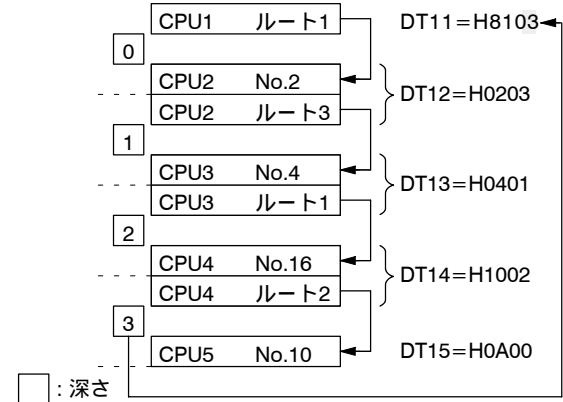 CPU1 ルート1 DT11=H8103
0
CPU2 No.2
CPU2 ルート3
DT12=H0203
1
CPU3 No.4
CPU3 ルート1
DT13=H0401
2
CPU4 No.16
CPU4 ルート2
DT14=H1002
3
CPU5 No.10 DT15=H0A00
:深さ